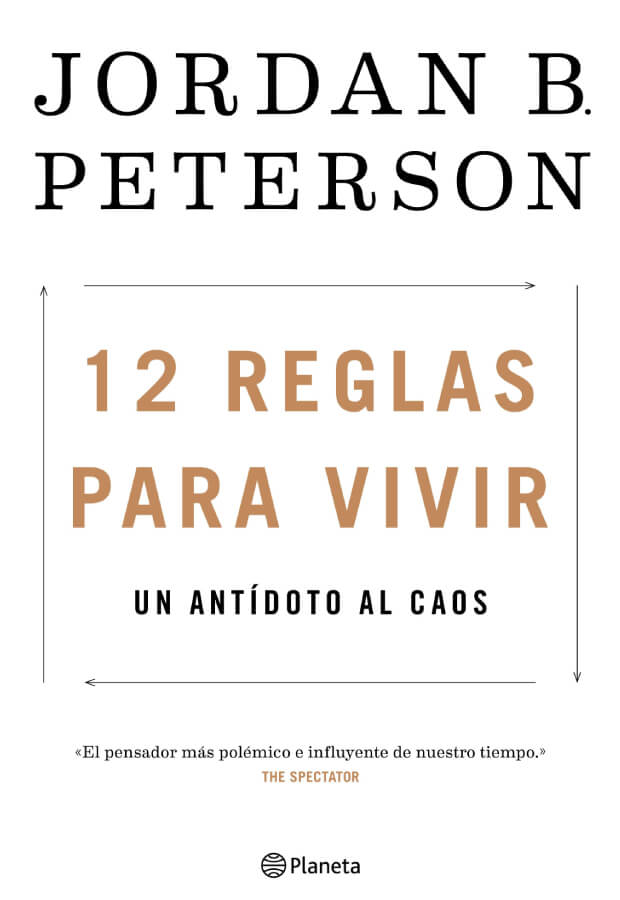 JORDAN B.
PETERSON
12 REGLAS
PARA VIVIR
UN ANTÍDOTO AL CAOS
«El pensador más polémico e influyente de nuestro tiempo.»
THE SPECTATOR
Planeta